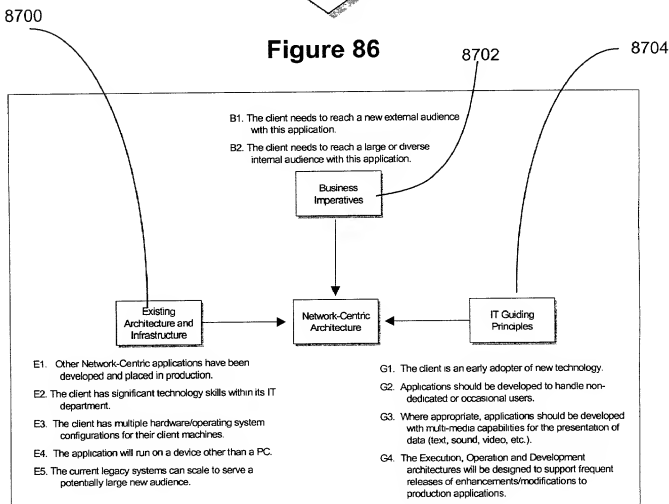 8700
Figure 86
8702
8704
B1. The client needs to reach a new external audience
with this application.
B2. The client needs to reach a large or diverse
internal audience with this application.
Business
Imperatives
Existing
Architecture and
Infrastructure
Network-Centric
Architecture
IT Guiding
Principles
E1. Other Network-Centric applications have been
developed and placed in production.
E2. The client has significant technology skills within its IT
department.
E3. The client has multiple hardware/operating system
configurations for their client machines.
E4. The application will run on a device other than a PC.
E5. The current legacy systems can scale to serve a
potentially large new audience.
G1. The client is an early adopter of new technology.
G2. Applications should be developed to handle non-
dedicated or occasional users.
G3. Where appropriate, applications should be developed
with multi-media capabilities for the presentation of
data (text, sound, video, etc.).
G4. The Execution, Operation and Development
architectures will be designed to support frequent
releases of enhancements/modifications to
production applications.